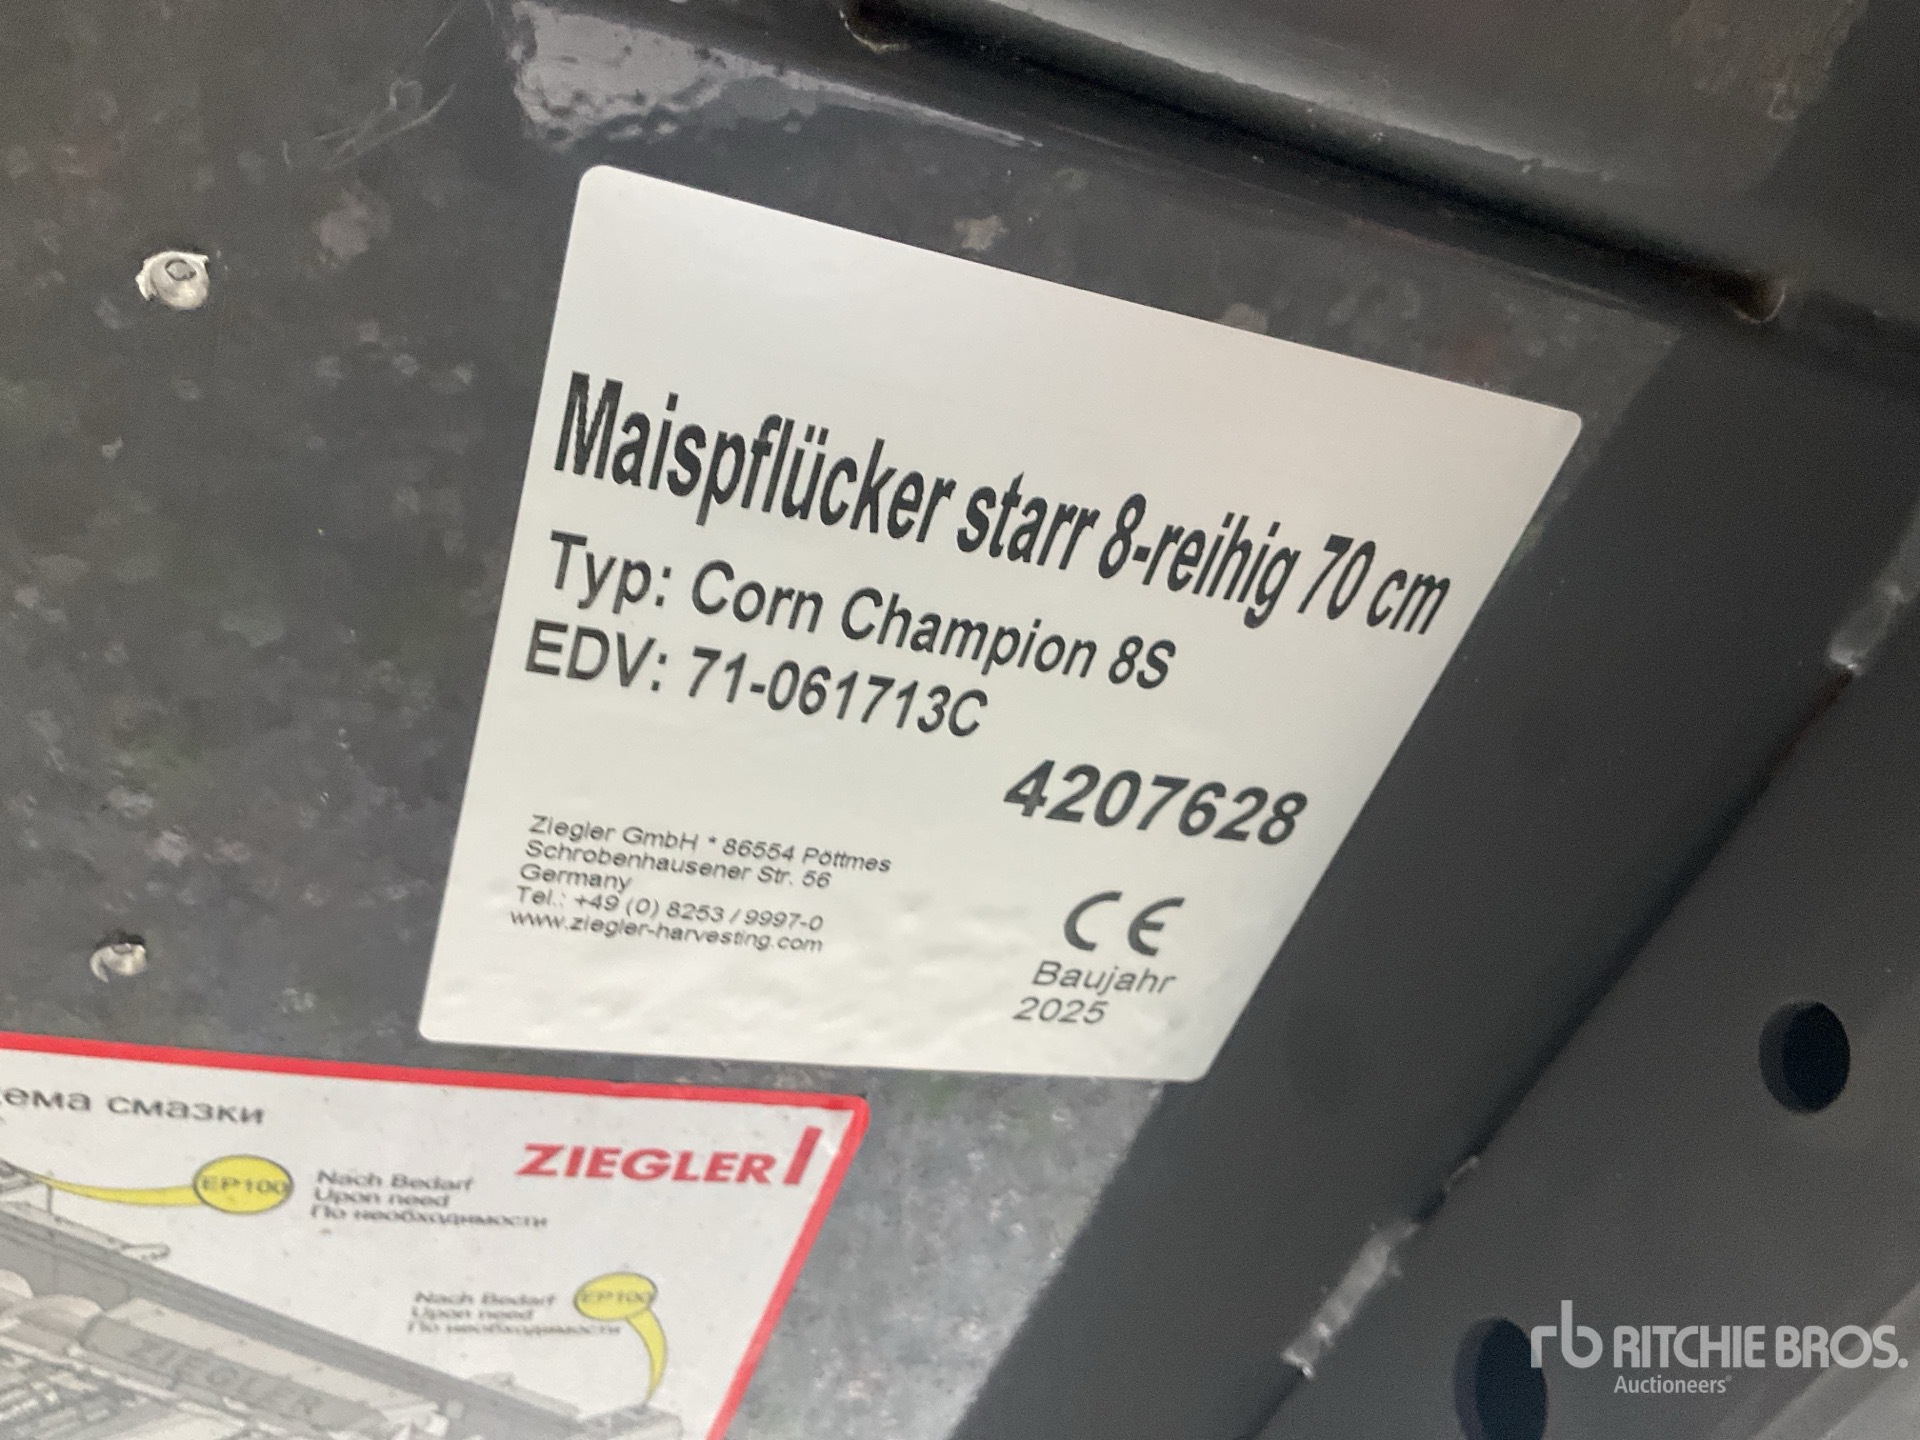 Maispflücker starr 8-reihig 70 cm
Typ: Corn Champion 8S
EDV: 71-061713C
4207628
Ziegler GmbH * 86554 Pöttmes
Schrobenhausener Str. 56
Germany
Tel.: +49 (0) 8253 / 9997-0
www.ziegler-harvesting.com
CE
Baujahr
2025
смазки
ZIEGLER
EP100
Nach Bedarf
Upon need
По необходимости
EP100
Nach Bedarf
Upon need
По необходимости
ZIEGLER
rb RITCHIE BROS.
Auctioneers